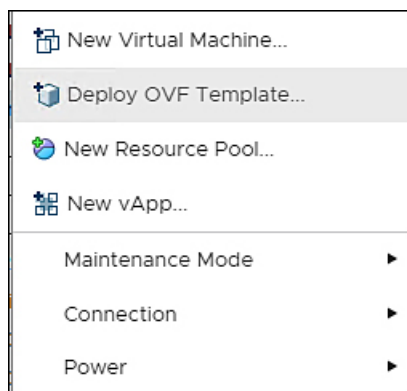 New Virtual Machine...
Deploy OVF Template...
New Resource Pool...
New vApp...
Maintenance Mode
Connection
Power